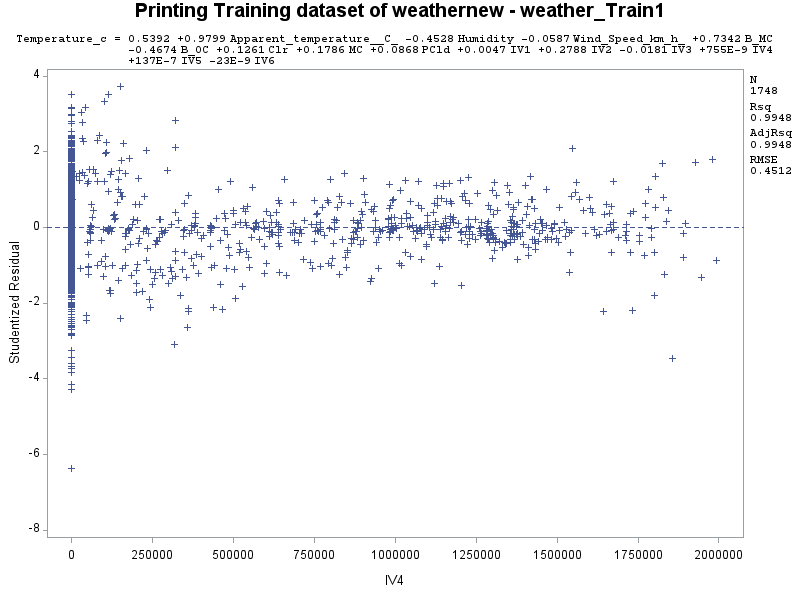 Printing Training dataset of weathernew - weather_Train1
Temperature_c = 0.5392 +0.9799 Apparent_temperature__C_ -0.4528 Humidity -0.0587 Wind_Speed_km_h_ +0.7342 B_MC
-0.4674 B_OC +0.1261 Clr +0.1786 MC +0.0868 PCld +0.0047 IV1 +0.2788 IV2 -0.0181 IV3 +755E-9 IV4
+137E-7 IV5 -23E-9 IV6
N
1748
Rsq
0.9948
AdjRsq
0.9948
RMSE
0.4512
4
2
0
-2
-4
-6
-8
Studentized Residual
0 250000 500000 750000 1000000 1250000 1500000 1750000 2000000
IV4